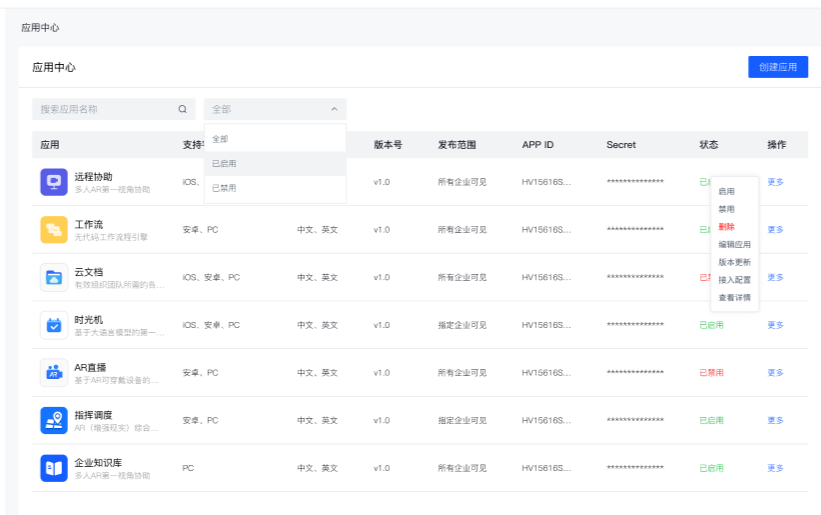 应用中心
应用中心
创建应用
搜索应用名称
全部
全部
已启用
已禁用
应用 支持 版本号 发布范围 APP ID Secret 状态 操作
远程协助
多人AR第一视角协助
iOS、 v1.0 所有企业可见 HV15616S... ************** 更多
工作流
无代码工作流程引擎
安卓、PC 中文、英文 v1.0 所有企业可见 HV15616S... ************** 更多
云文档
有效组织团队所需的各...
iOS、安卓、PC 中文、英文 v1.0 所有企业可见 HV15616S... ************** 更多
启用
禁用
删除
编辑应用
版本更新
接入配置
查看详情
时光机
基于大语言模型的第一...
iOS、安卓、PC 中文、英文 v1.0 指定企业可见 HV15616S... ************** 已启用 更多
AR直播
基于AR可穿戴设备的...
安卓、PC 中文、英文 v1.0 所有企业可见 HV15616S... ************** 已禁用 更多
指挥调度
AR（增强现实）综合...
安卓、PC 中文、英文 v1.0 指定企业可见 HV15616S... ************** 已启用 更多
企业知识库
多人AR第一视角协助
PC 中文、英文 v1.0 所有企业可见 HV15616S... ************** 已启用 更多